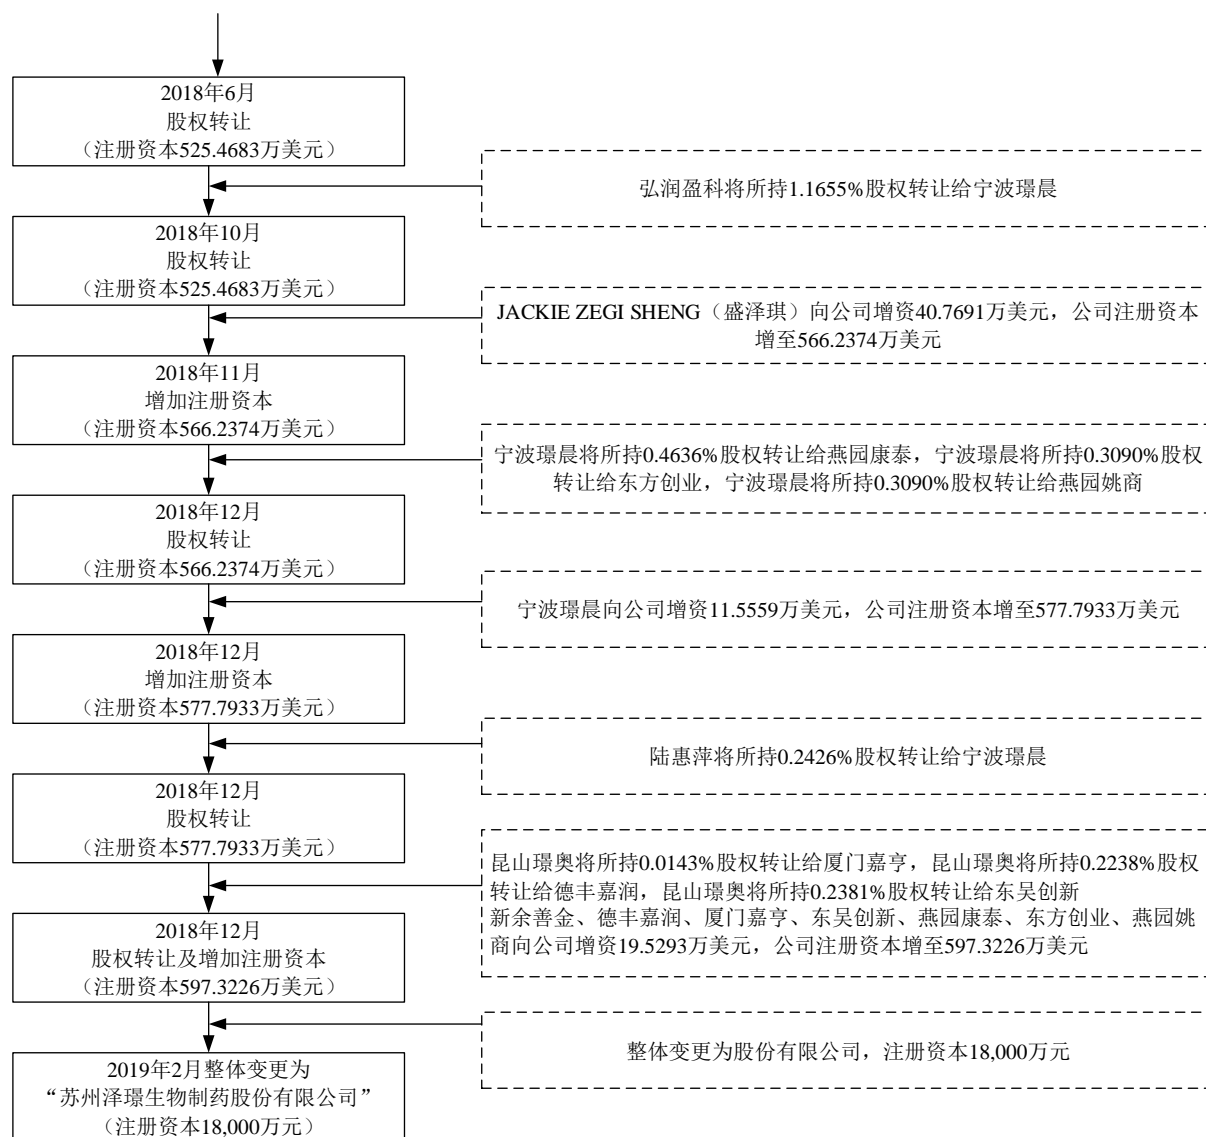 2018年6月
股权转让
（注册资本525.4683万美元）
弘润盈科将所持1.1655%股权转让给宁波璟晨
2018年10月
股权转让
（注册资本525.4683万美元）
JACKIE ZEGI SHENG（盛泽琪）向公司增资40.7691万美元，公司注册资本
增至566.2374万美元
2018年11月
增加注册资本
（注册资本566.2374万美元）
宁波璟晨将所持0.4636%股权转让给燕园康泰，宁波璟晨将所持0.3090%股权
转让给东方创业，宁波璟晨将所持0.3090%股权转让给燕园姚商
2018年12月
股权转让
（注册资本566.2374万美元）
宁波璟晨向公司增资11.5559万美元，公司注册资本增至577.7933万美元
2018年12月
增加注册资本
（注册资本577.7933万美元）
陆惠萍将所持0.2426%股权转让给宁波璟晨
2018年12月
股权转让
（注册资本577.7933万美元）
昆山璟奥将所持0.0143%股权转让给厦门嘉亨，昆山璟奥将所持0.2238%股权
转让给德丰嘉润，昆山璟奥将所持0.2381%股权转让给东吴创新
新余善金、德丰嘉润、厦门嘉亨、东吴创新、燕园康泰、东方创业、燕园姚
商向公司增资19.5293万美元，公司注册资本增至597.3226万美元
2018年12月
股权转让及增加注册资本
（注册资本597.3226万美元）
整体变更为股份有限公司，注册资本18,000万元
2019年2月整体变更为
“苏州泽璟生物制药股份有限公司”
（注册资本18,000万元）